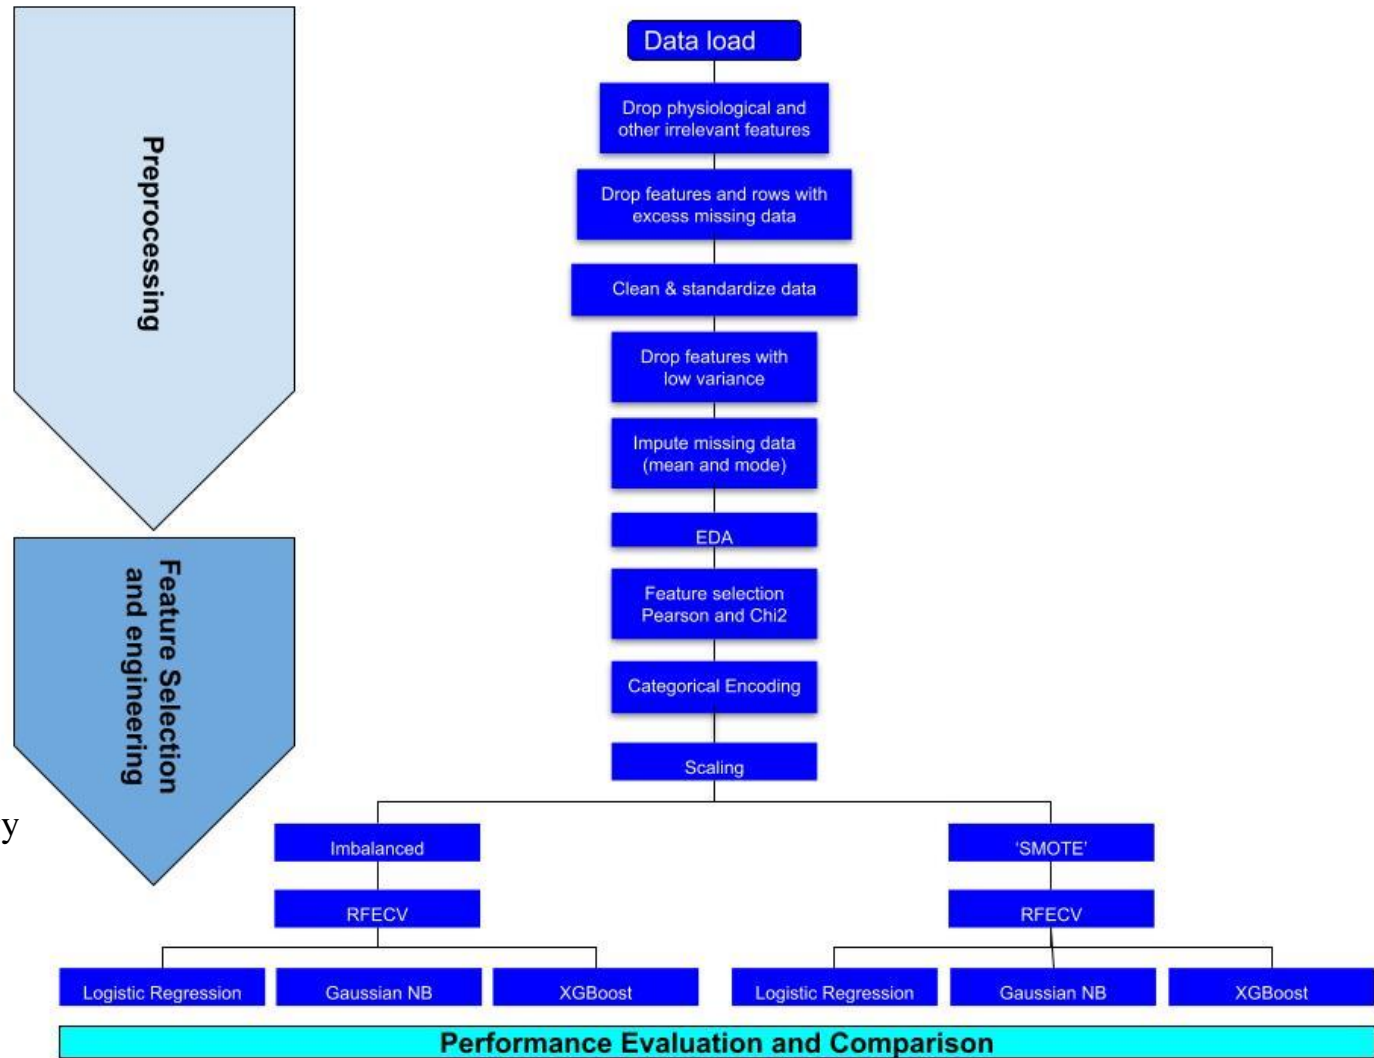 Data load
Drop physiological and
other irrelevant features
Drop features and rows with
excess missing data
Clean & standardize data
Drop features with
low variance
Impute missing data
(mean and mode)
EDA
Feature selection
Pearson and Chi2
Categorical Encoding
Scaling
Preprocessing
Feature Selection
and engineering
y
Imbalanced
'SMOTE'
RFECV
RFECV
Logistic Regression
Gaussian NB
XGBoost
Logistic Regression
Gaussian NB
XGBoost
Performance Evaluation and Comparison